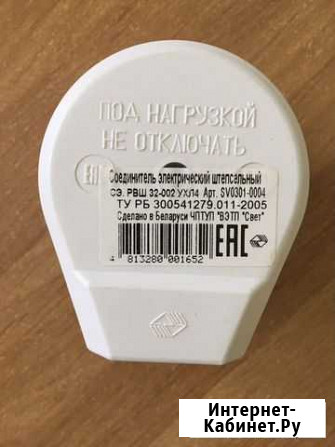 ПОД НАГРУЗКОЙ
НЕ ОТКЛЮЧАТЬ
Соединитель электрический штепсельный
СЭ. РВШ 32-002 УХЛ4 Арт. SV0301-0004
ТУ РБ 300541279.011-2005
Сделано в Беларуси ЧПТУП "ВЭТП "Свет"
EAC
4 813280 001652
Интернет-
Кабинет.Ру